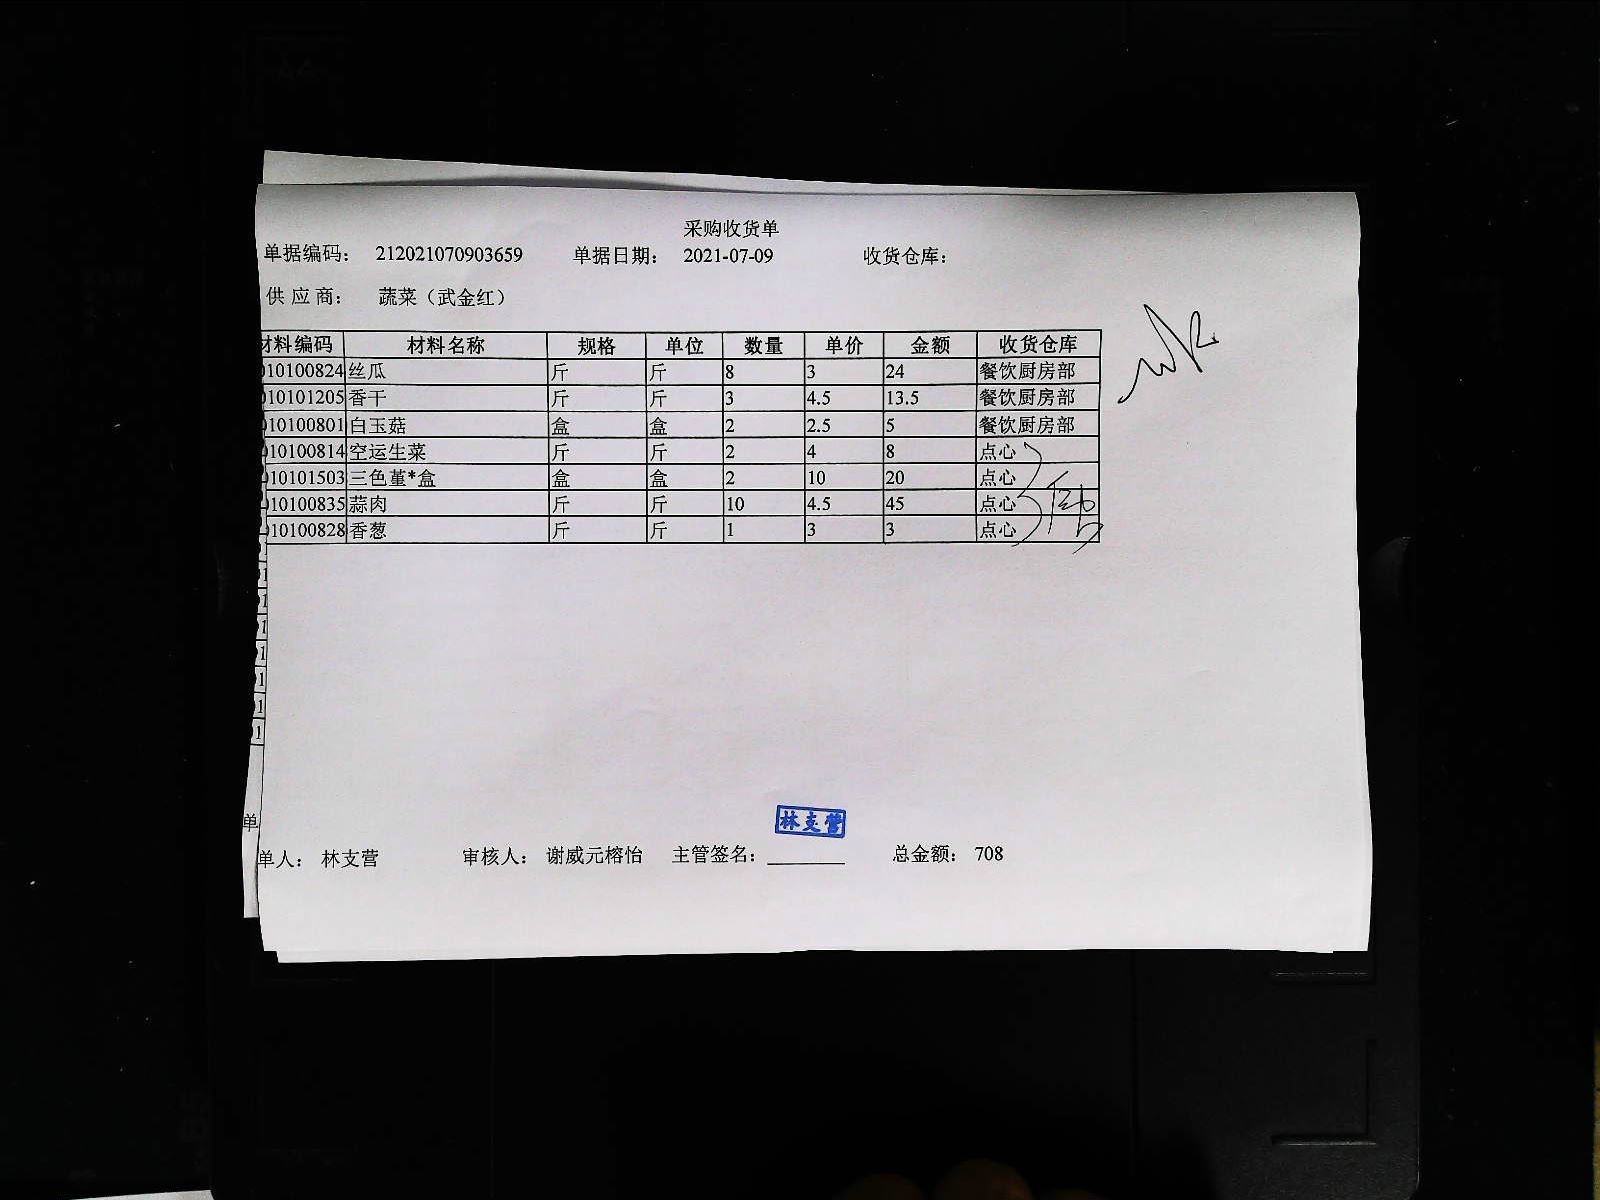 采购收货单
单据编码： 212021070903659 单据日期： 2021-07-09 收货仓库：
供应商： 蔬菜（武金红）
材料编码 材料名称 规格 单位 数量 单价 金额 收货仓库
10100824 丝瓜 斤 斤 8 3 24 餐饮厨房部
10101205 香干 斤 斤 3 4.5 13.5 餐饮厨房部
10100801 白玉菇 盒 盒 2 2.5 5 餐饮厨房部
10100814 空运生菜 斤 斤 2 4 8 点心
10101503 三色堇*盒 盒 盒 2 10 20 点心
10100835 蒜肉 斤 斤 10 4.5 45 点心
10100828 香葱 斤 斤 1 3 3 点心
林支营
单人： 林支营 审核人： 谢威元榕怡 主管签名： 总金额： 708